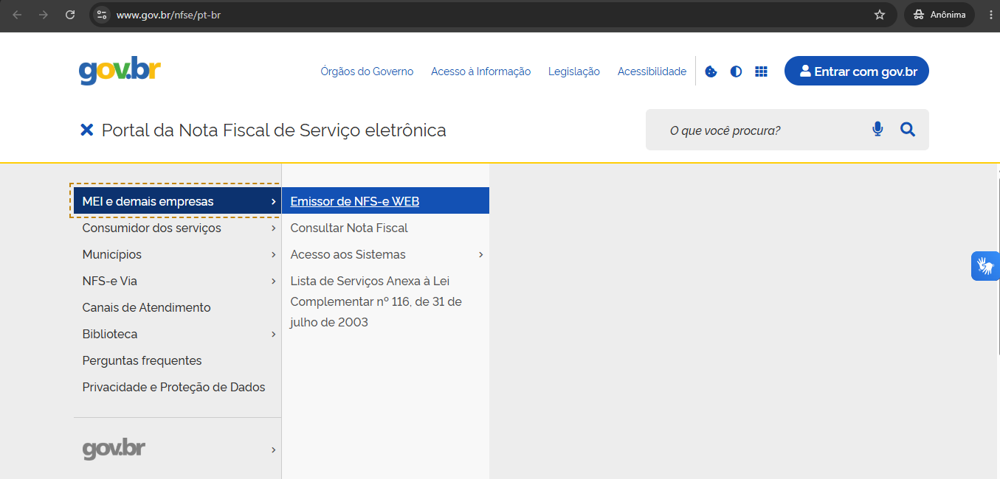 www.gov.br/nfse/pt-br
Anônima
gov.br
Órgãos do Governo
Acesso à Informação
Legislação
Acessibilidade
Entrar com gov.br
Portal da Nota Fiscal de Serviço eletrônica
O que você procura?
MEI e demais empresas
Consumidor dos serviços
Municípios
NFS-e Via
Canais de Atendimento
Biblioteca
Perguntas frequentes
Privacidade e Proteção de Dados
gov.br
Emissor de NFS-e WEB
Consultar Nota Fiscal
Acesso aos Sistemas
Lista de Serviços Anexa à Lei
Complementar nº 116, de 31 de
julho de 2003